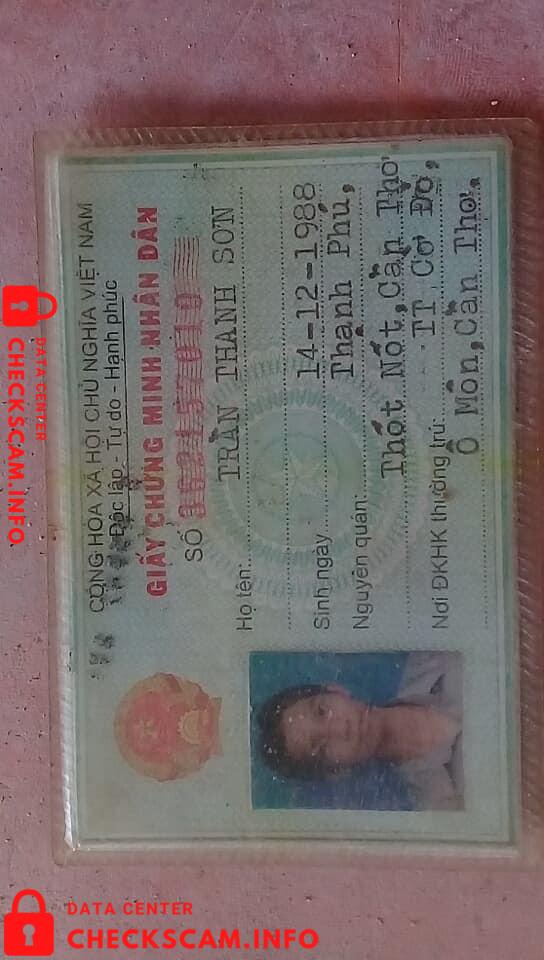 CỘNG HÒA XÃ HỘI CHỦ NGHĨA VIỆT NAM
Độc lập - Tự do - Hạnh phúc
GIẤY CHỨNG MINH NHÂN DÂN
SỐ
Họ tên: TRẦN THANH SƠN
Sinh ngày 14-12-1988
Nguyên quán: Thạnh Phú,
Thốt Nốt, Cần Thơ
Nơi ĐKHK thường trú: TT Cờ Đỏ,
Ô Môn, Cần Thơ.
DATA CENTER
CHECKSCAM.INFO
DATA CENTER
CHECKSCAM.INFO